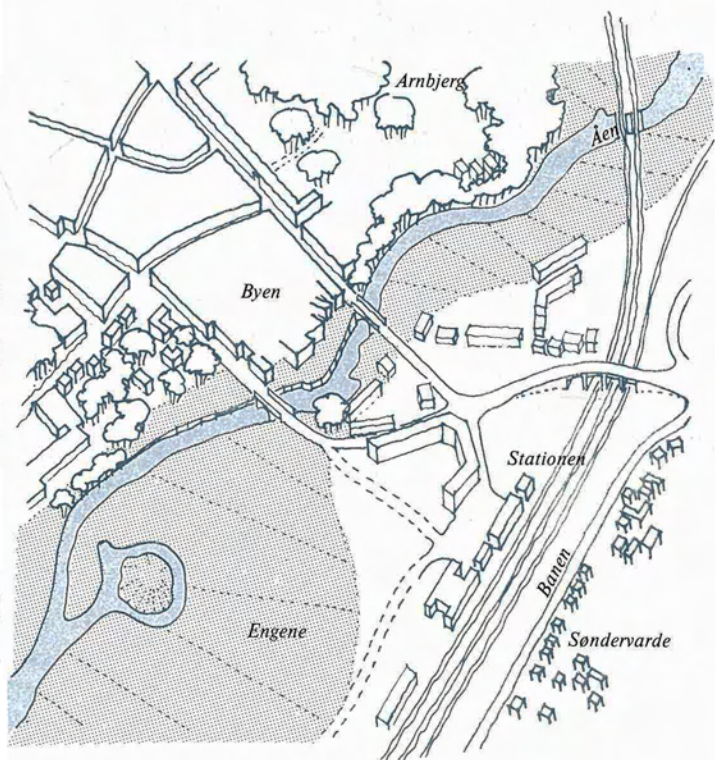 Arnbjerg
Åen
Byen
Stationen
Banen
Engene
Søndervarde